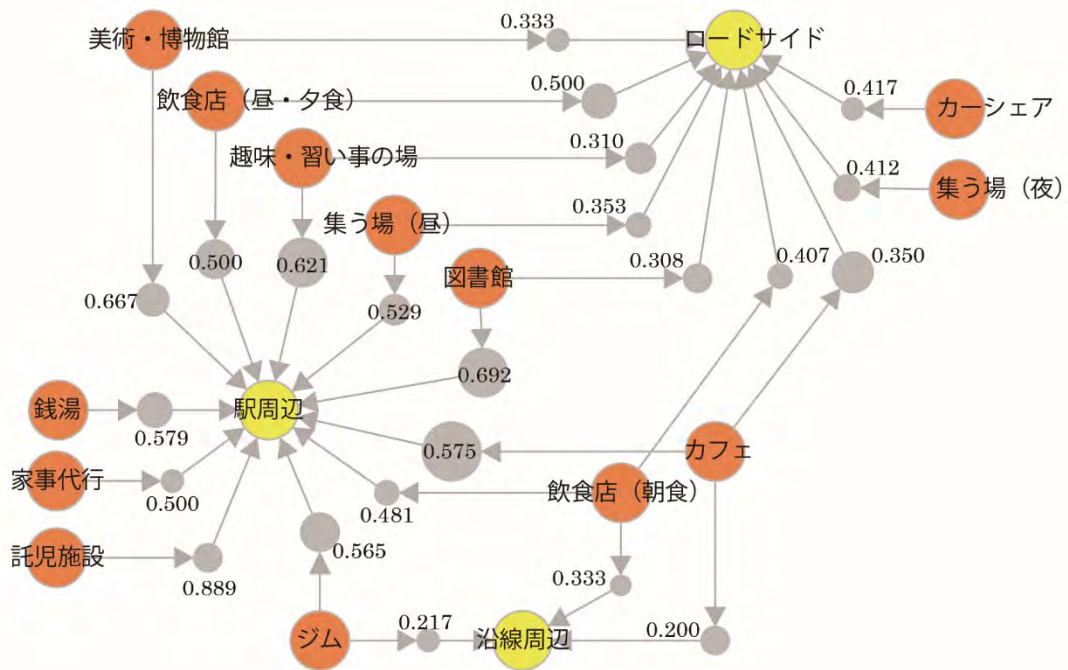 0.333
美術・博物館
ロードサイド
0.500
飲食店（昼・夕食）
0.417
カーシェア
0.310
趣味・習い事の場
0.412
集う場（夜）
0.353
集う場（昼）
0.500
0.621
0.308
0.407
0.350
図書館
0.667
0.529
0.692
銭湯
駅周辺
0.579
0.575
カフェ
家事代行
0.500
0.481
飲食店（朝食）
託児施設
0.565
0.889
0.333
0.217
0.200
ジム
沿線周辺